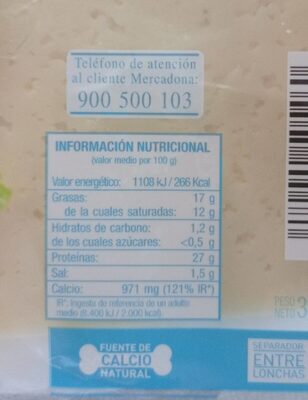 Teléfono de atención
al cliente Mercadona:
900 500 103
INFORMACIÓN NUTRICIONAL
(valor medio por 100 g)
Valor energético: 1108 kJ / 266 Kcal
Grasas: 17 g
de la cuales saturadas: 12 g
Hidratos de carbono: 1,2 g
de los cuales azúcares: <0,5 g
Proteínas: 27 g
Sal: 1,5 g
Calcio: 971 mg (121% IR*)
IR*: Ingesta de referencia de un adulto
medio (8.400 kJ / 2.000 kcal)
PESO
NETO 3
FUENTE DE
CALCIO
NATURAL
SEPARADOR
ENTRE
LONCHAS